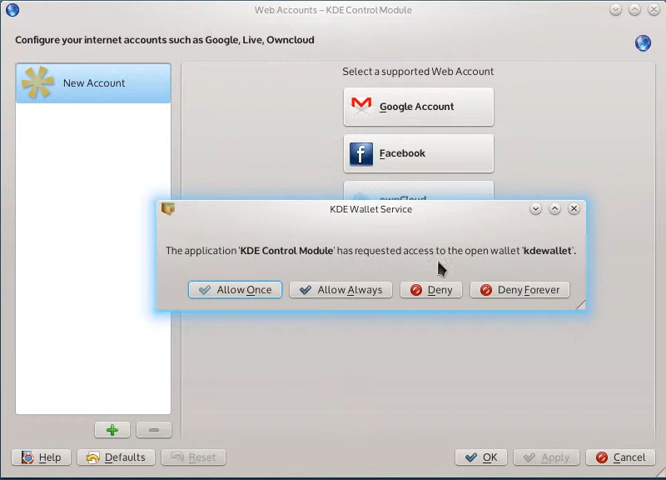 Web Accounts – KDE Control Module
Configure your internet accounts such as Google, Live, Owncloud
New Account
Select a supported Web Account
Google Account
Facebook
ownCloud
KDE Wallet Service
The application 'KDE Control Module' has requested access to the open wallet 'kdewallet'.
Allow Once Allow Always Deny Deny Forever
Help Defaults Reset OK Apply Cancel